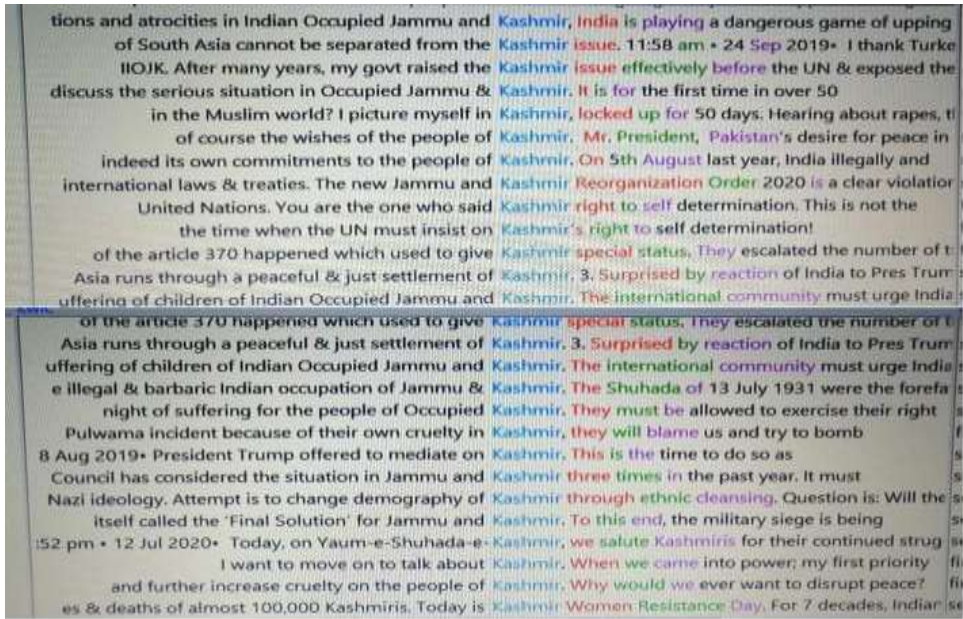 tions and atrocities in Indian Occupied Jammu and Kashmir, India is playing a dangerous game of upping
of South Asia cannot be separated from the Kashmir issue. 11:58 am • 24 Sep 2019• I thank Turke
IIOJK. After many years, my govt raised the Kashmir issue effectively before the UN & exposed the
discuss the serious situation in Occupied Jammu & Kashmir. It is for the first time in over 50
in the Muslim world? I picture myself in Kashmir, locked up for 50 days. Hearing about rapes, ti
of course the wishes of the people of Kashmir. Mr. President, Pakistan's desire for peace in
indeed its own commitments to the people of Kashmir. On 5th August last year, India illegally and
international laws & treaties. The new Jammu and Kashmir Reorganization Order 2020 is a clear violation
United Nations. You are the one who said Kashmir right to self determination. This is not the
the time when the UN must insist on Kashmir's right to self determination!
of the article 370 happened which used to give Kashmir special status. They escalated the number of t
Asia runs through a peaceful & just settlement of Kashmir. 3. Surprised by reaction of India to Pres Trum
uffering of children of Indian Occupied Jammu and Kashmir. The international community must urge India
of the article 370 happened which used to give Kashmir special status. They escalated the number of t
Asia runs through a peaceful & just settlement of Kashmir. 3. Surprised by reaction of India to Pres Trum
uffering of children of Indian Occupied Jammu and Kashmir. The international community must urge India
e illegal & barbaric Indian occupation of Jammu & Kashmir. The Shuhada of 13 July 1931 were the forefa
night of suffering for the people of Occupied Kashmir. They must be allowed to exercise their right
Pulwama incident because of their own cruelty in Kashmir, they will blame us and try to bomb
8 Aug 2019• President Trump offered to mediate on Kashmir. This is the time to do so as
Council has considered the situation in Jammu and Kashmir three times in the past year. It must
Nazi ideology. Attempt is to change demography of Kashmir through ethnic cleansing. Question is: Will the
itself called the 'Final Solution' for Jammu and Kashmir. To this end, the military siege is being
:52 pm • 12 Jul 2020• Today, on Yaum-e-Shuhada-e-Kashmir, we salute Kashmiris for their continued strug
I want to move on to talk about Kashmir. When we came into power; my first priority
and further increase cruelty on the people of Kashmir. Why would we ever want to disrupt peace?
es & deaths of almost 100,000 Kashmiris. Today is Kashmir Women Resistance Day. For 7 decades, Indian